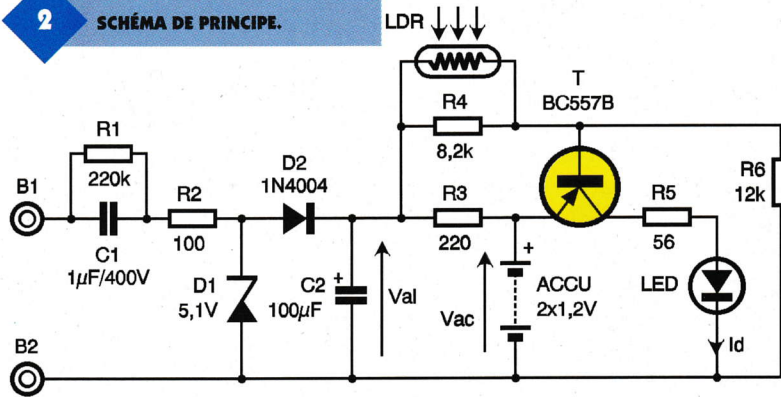 2 SCHÉMA DE PRINCIPE.
LDR
T
BC557B
R4
8,2k
R1
220k
C1
1µF/400V
B1
R2
100
D2
1N4004
R3
220
R5
56
R6
12k
D1
5,1V
C2
100µF
+
Val
Vac
+
ACCU
2x1,2V
LED
Id
B2